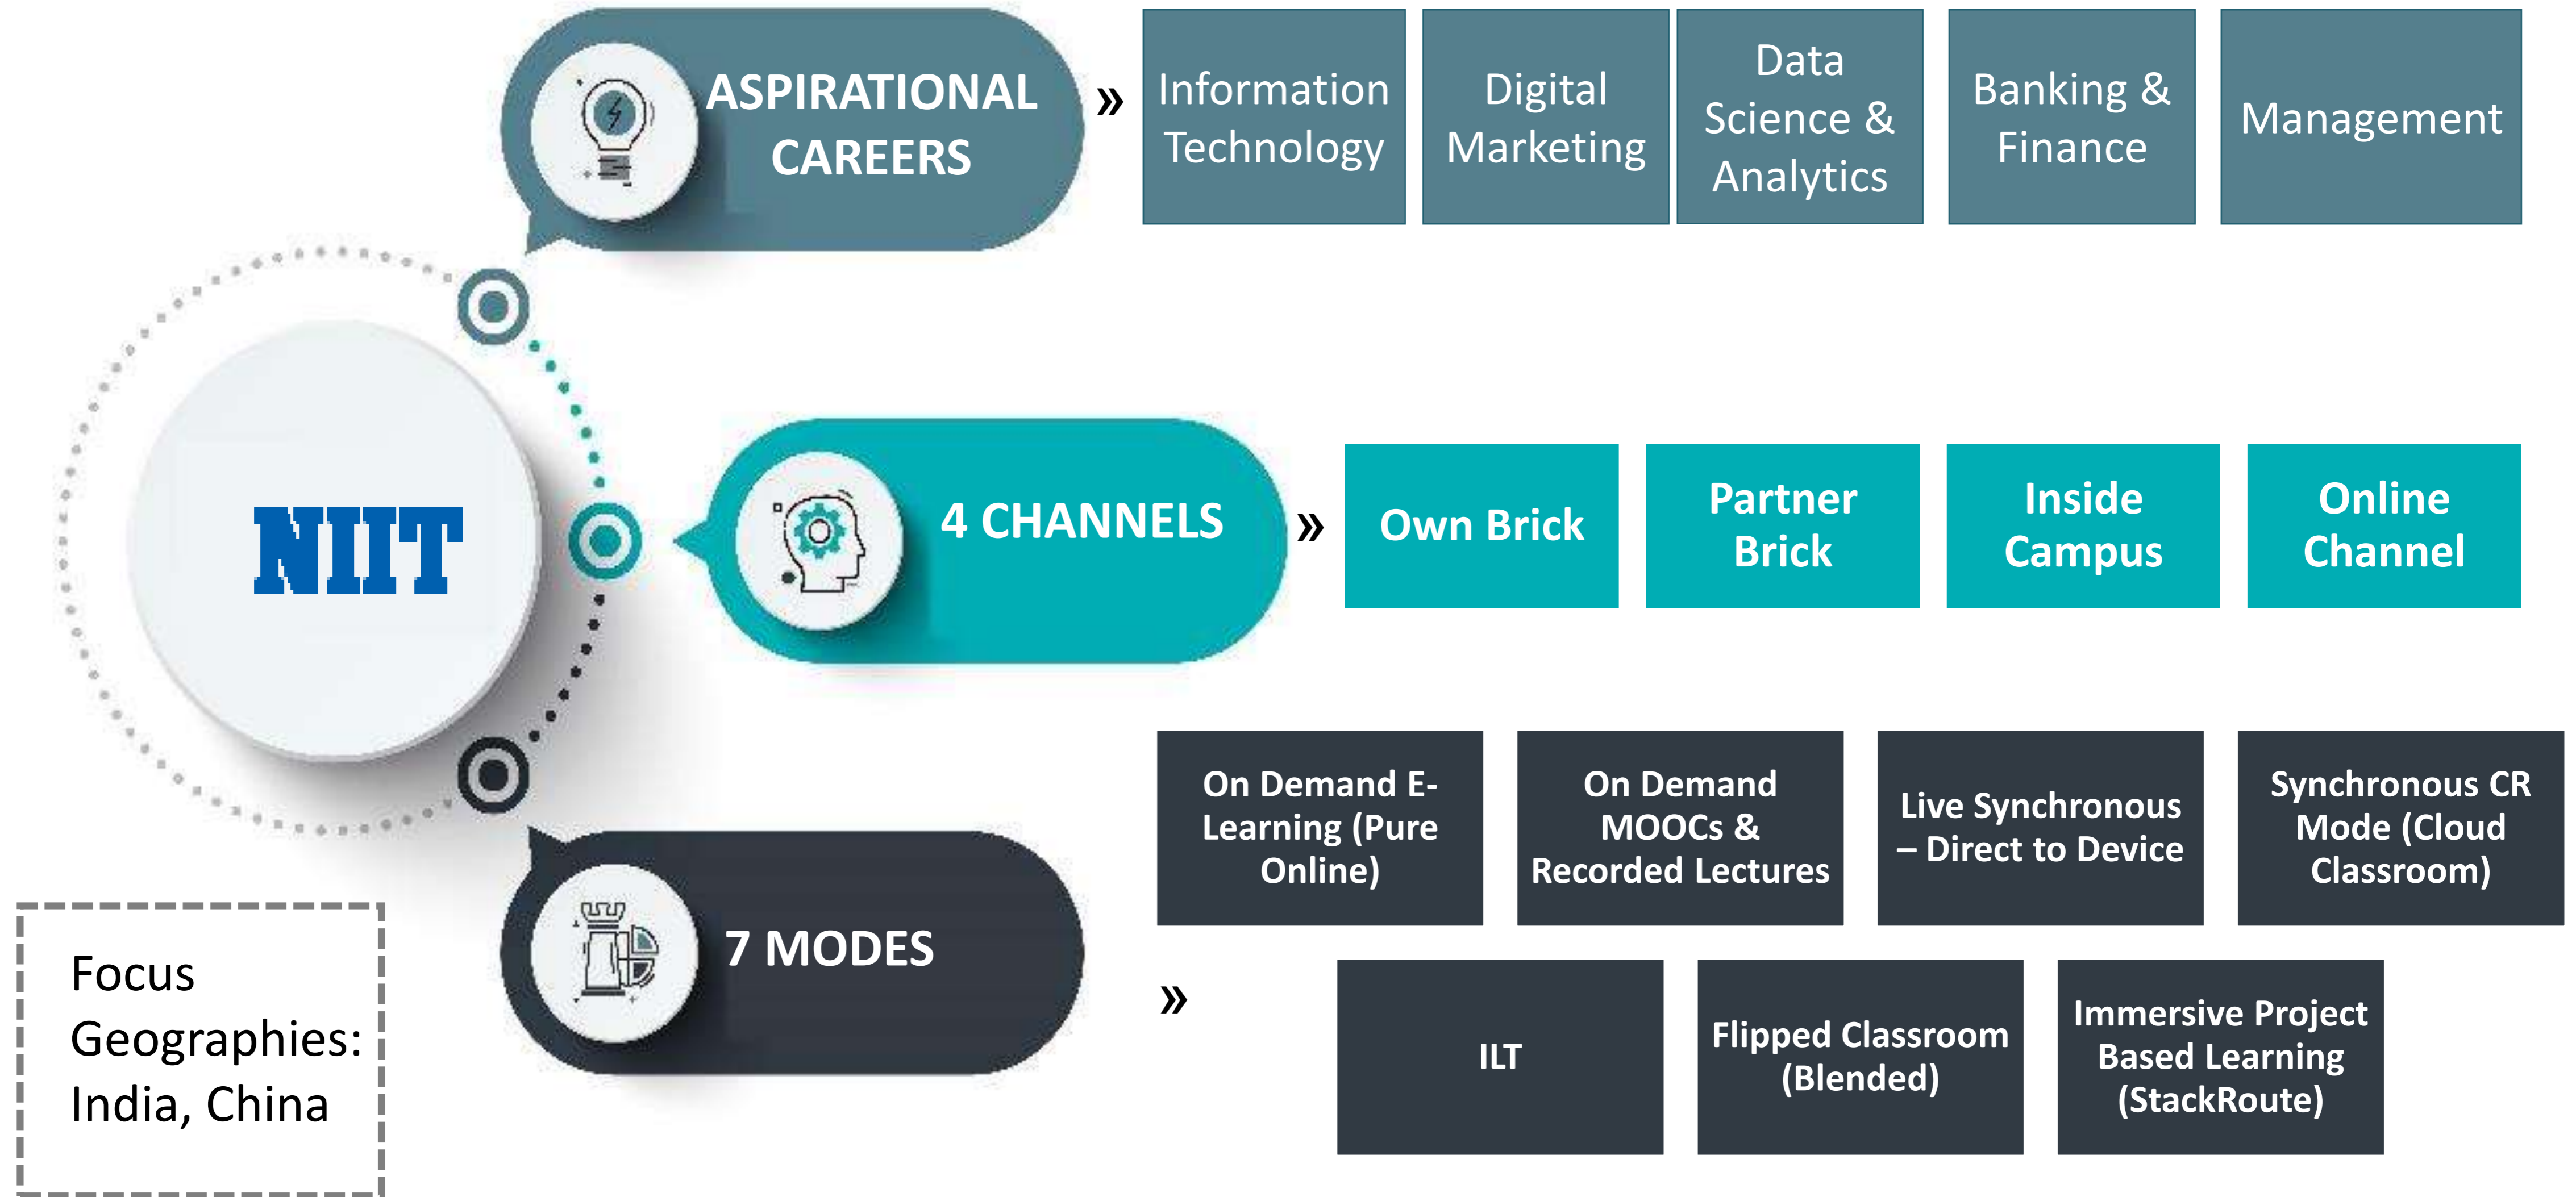 ASPIRATIONAL
CAREERS
»
Information
Technology
Digital
Marketing
Data
Science &
Analytics
Banking &
Finance
Management
NIIT
4 CHANNELS
»
Own Brick
Partner
Brick
Inside
Campus
Online
Channel
7 MODES
»
On Demand E-
Learning (Pure
Online)
On Demand
MOOCs &
Recorded Lectures
Live Synchronous
– Direct to Device
Synchronous CR
Mode (Cloud
Classroom)
ILT
Flipped Classroom
(Blended)
Immersive Project
Based Learning
(StackRoute)
Focus
Geographies:
India, China